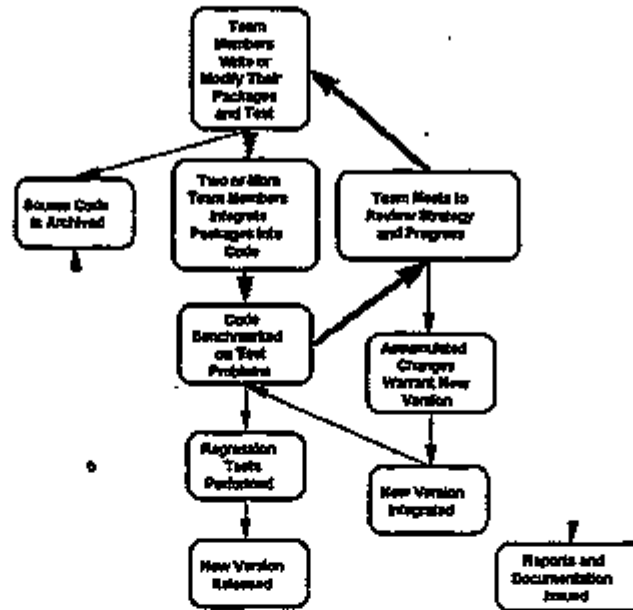 Team
Members
Write or
Modify Their
Packages
and Test
Source Code
is Archived
Two or More
Team Members
Integrate
Packages Into
Code
Team Meets to
Review Strategy
and Progress
Code
Benchmarked
on Test
Problems
Accumulated
Changes
Warrant New
Version
Regression
Tests
Performed
New Version
Integrated
New Version
Released
Reports and
Documentation
Issued